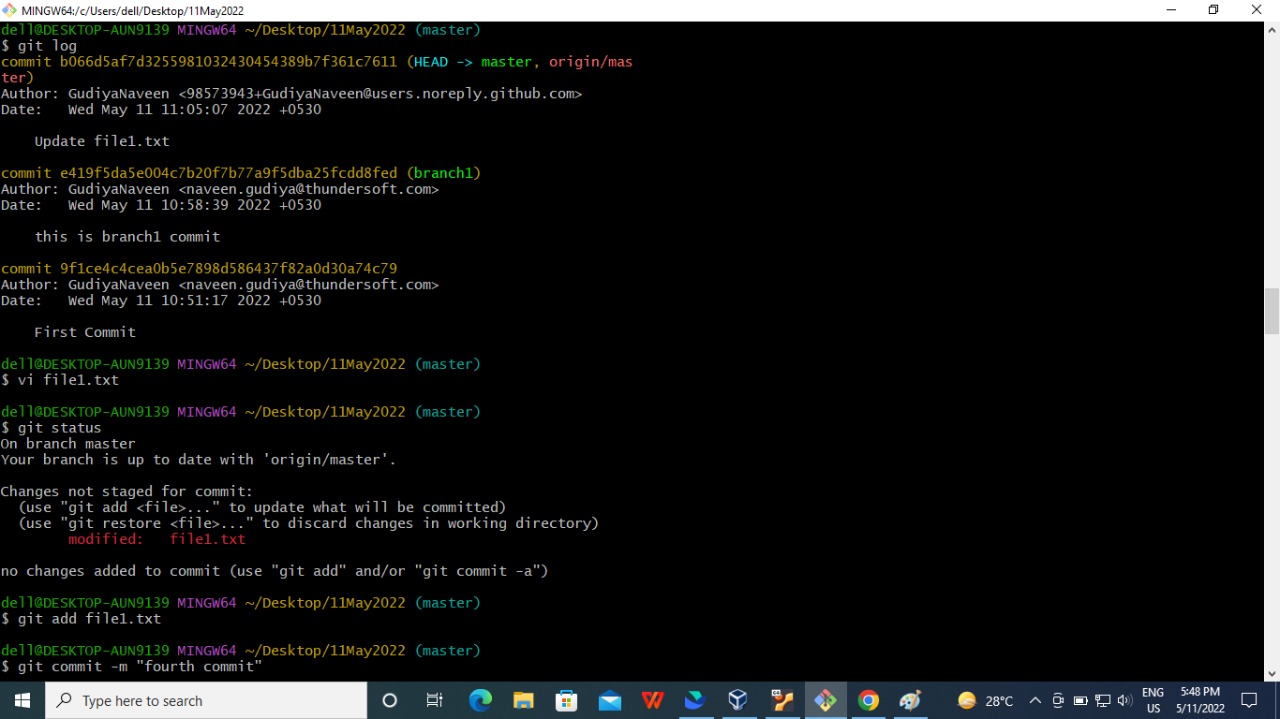 MINGW64:/c/Users/dell/Desktop/11May2022
dell@DESKTOP-AUN9139 MINGW64 ~/Desktop/11May2022 (master)
$ git log
commit b066d5af7d3255981032430454389b7f361c7611 (HEAD -> master, origin/mas
ter)
Author: GudiyaNaveen <98573943+GudiyaNaveen@users.noreply.github.com>
Date:   Wed May 11 11:05:07 2022 +0530
    Update file1.txt
commit e419f5da5e004c7b20f7b77a9f5dba25fcdd8fed (branch1)
Author: GudiyaNaveen <naveen.gudiya@thundersoft.com>
Date:   Wed May 11 10:58:39 2022 +0530
    this is branch1 commit
commit 9f1ce4c4cea0b5e7898d586437f82a0d30a74c79
Author: GudiyaNaveen <naveen.gudiya@thundersoft.com>
Date:   Wed May 11 10:51:17 2022 +0530
    First Commit
dell@DESKTOP-AUN9139 MINGW64 ~/Desktop/11May2022 (master)
$ vi file1.txt
dell@DESKTOP-AUN9139 MINGW64 ~/Desktop/11May2022 (master)
$ git status
On branch master
Your branch is up to date with 'origin/master'.
Changes not staged for commit:
  (use "git add <file>..." to update what will be committed)
  (use "git restore <file>..." to discard changes in working directory)
        modified:   file1.txt
no changes added to commit (use "git add" and/or "git commit -a")
dell@DESKTOP-AUN9139 MINGW64 ~/Desktop/11May2022 (master)
$ git add file1.txt
dell@DESKTOP-AUN9139 MINGW64 ~/Desktop/11May2022 (master)
$ git commit -m "fourth commit"
Type here to search
28°C
ENG
US
5:48 PM
5/11/2022